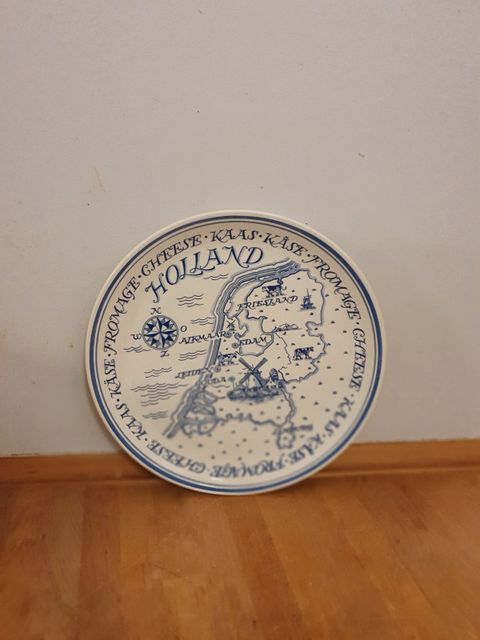 FROMAGE · CHEESE · KAAS · KÄSE · FROMAGE · CHEESE · KAAS · KÄSE · FROMAGE · CHEESE · KAAS · KÄSE ·
HOLLAND
N
W
O
Z
FRIESLAND
ALKMAAR
EDAM